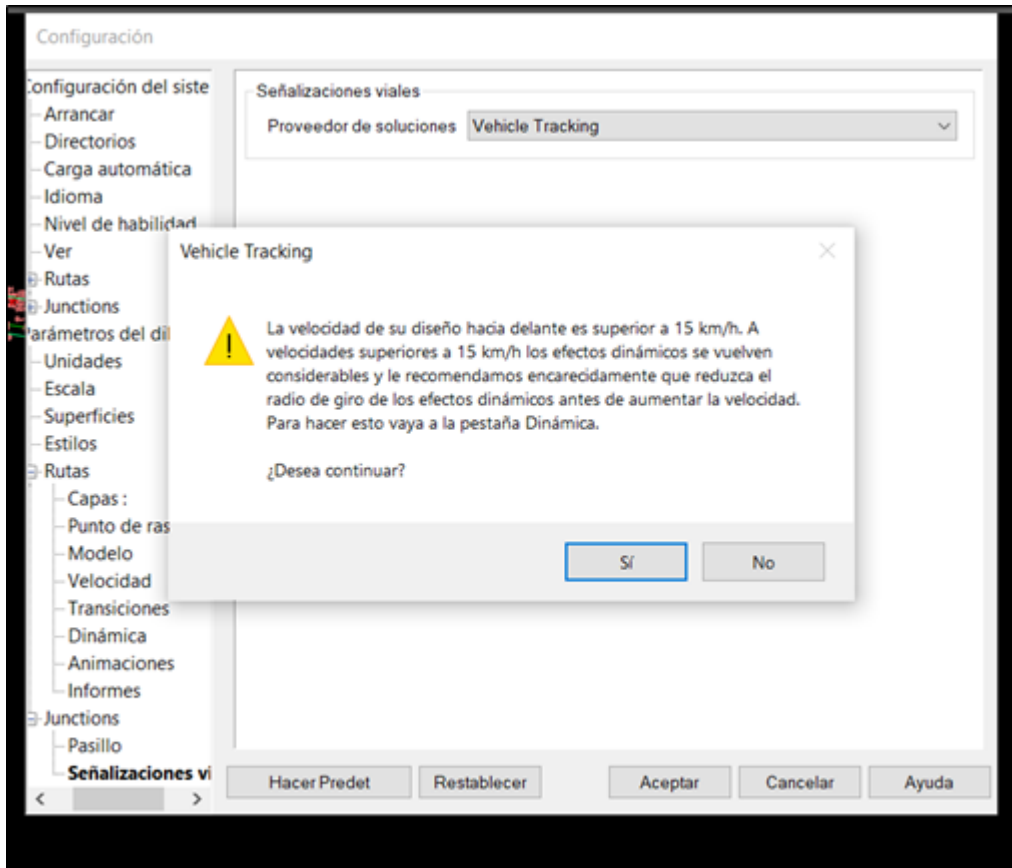 Configuración
Configuración del siste
Arrancar
Directorios
Carga automática
Idioma
Nivel de habilidad
Ver
Rutas
Junctions
Parámetros del di
Unidades
Escala
Superficies
Estilos
Rutas
Capas :
Punto de ras
Modelo
Velocidad
Transiciones
Dinámica
Animaciones
Informes
Junctions
Pasillo
Señalizaciones vi
Señalizaciones viales
Proveedor de soluciones Vehicle Tracking
Vehicle Tracking
La velocidad de su diseño hacia delante es superior a 15 km/h. A
velocidades superiores a 15 km/h los efectos dinámicos se vuelven
considerables y le recomendamos encarecidamente que reduzca el
radio de giro de los efectos dinámicos antes de aumentar la velocidad.
Para hacer esto vaya a la pestaña Dinámica.
¿Desea continuar?
Sí No
Hacer Predet Restablecer Aceptar Cancelar Ayuda